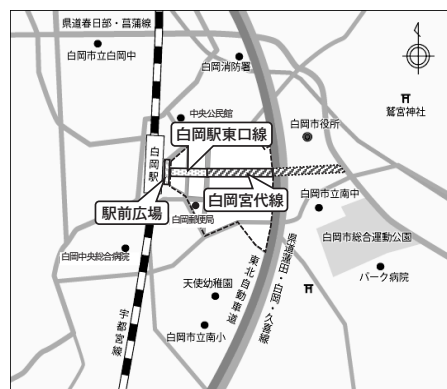 県道春日部・菖蒲線
白岡市立白岡中
白岡消防署
鷲宮神社
中央公民館
白岡市役所
白岡駅東口線
白岡駅
白岡宮代線
駅前広場
白岡市立南中
白岡郵便局
白岡市総合運動公園
白岡中央総合病院
県道蓮田・白岡・久喜線
パーク病院
天使幼稚園
東北自動車道
宇都宮線
白岡市立南小